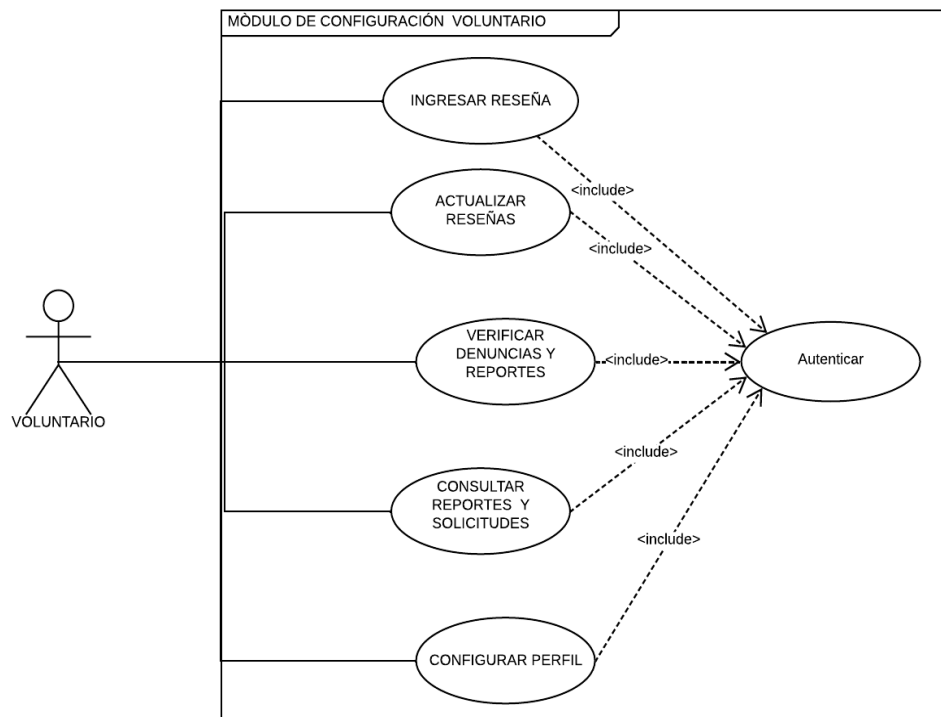 MÒDULO DE CONFIGURACIÓN VOLUNTARIO
INGRESAR RESEÑA
<include>
ACTUALIZAR
RESEÑAS
<include>
VERIFICAR
DENUNCIAS Y
REPORTES
<include>
Autenticar
VOLUNTARIO
<include>
CONSULTAR
REPORTES Y
SOLICITUDES
<include>
CONFIGURAR PERFIL